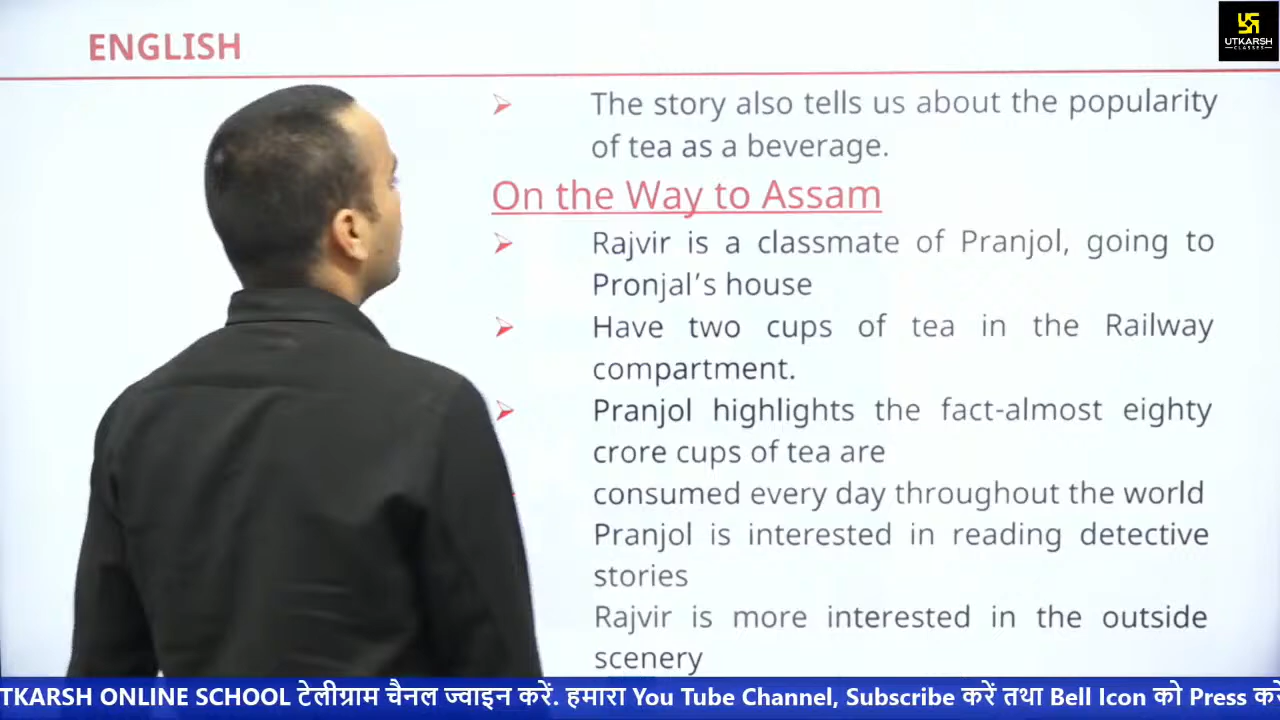 ENGLISH
UTKARSH
CLASSES
The story also tells us about the popularity
of tea as a beverage.
On the Way to Assam
Rajvir is a classmate of Pranjol, going to
Pronjal’s house
Have two cups of tea in the Railway
compartment.
Pranjol highlights the fact-almost eighty
crore cups of tea are
consumed every day throughout the world
Pranjol is interested in reading detective
stories
Rajvir is more interested in the outside
scenery
TKARSH ONLINE SCHOOL टेलीग्राम चैनल ज्वाइन करें. हमारा You Tube Channel, Subscribe करें तथा Bell Icon को Press करे